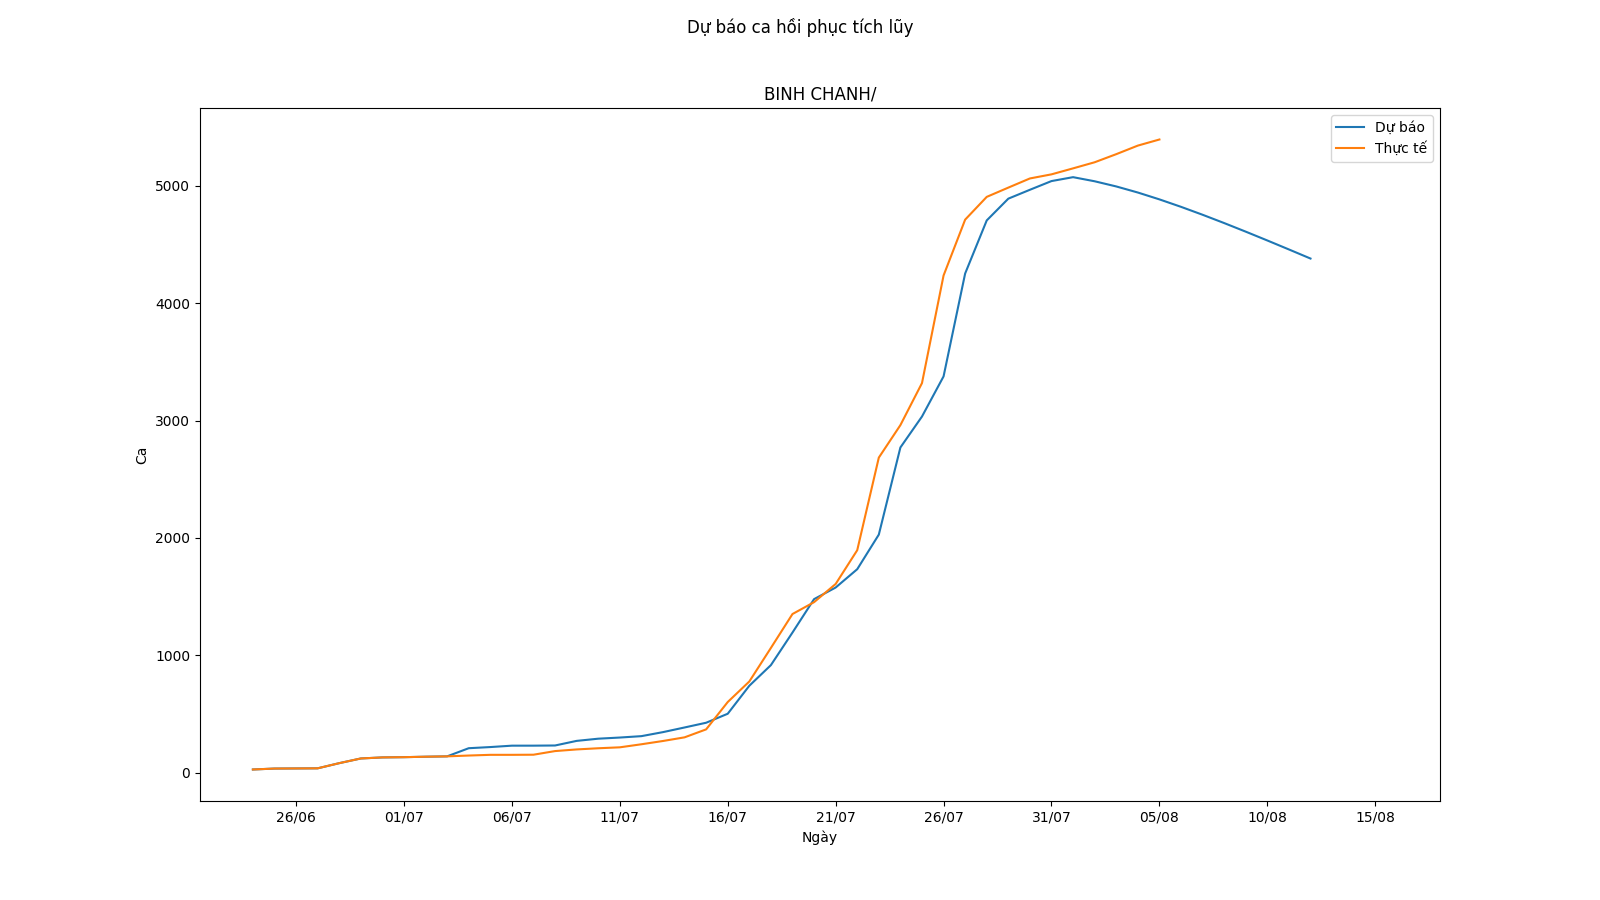 Dự báo ca hồi phục tích lũy
BINH CHANH/
Dự báo
Thực tế
5000
4000
3000
2000
1000
0
Ca
26/06 01/07 06/07 11/07 16/07 21/07 26/07 31/07 05/08 10/08 15/08
Ngày